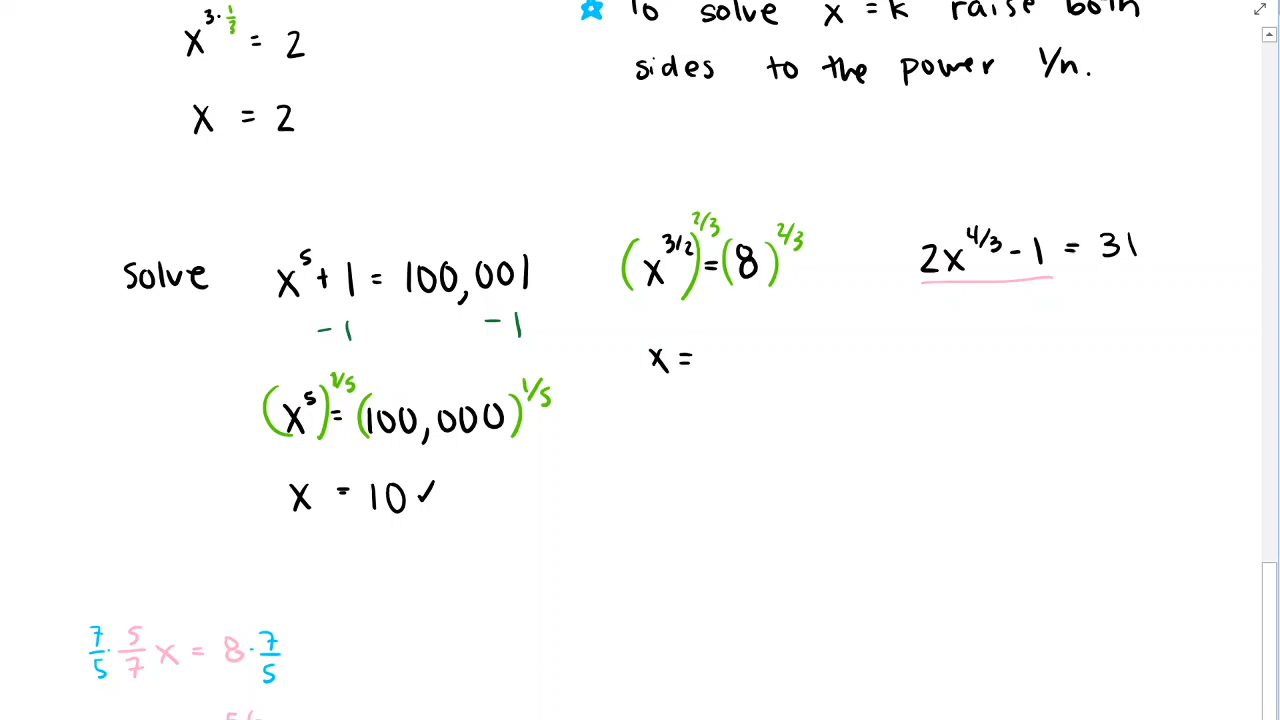 x^{3·1/3} = 2
x = 2
To solve x = k raise both
sides to the power 1/n.
Solve x^5 + 1 = 100,001
-1 -1
(x^5)^{1/5} = (100,000)^{1/5}
x = 10 ✓
(x^{3/2})^{2/3} = (8)^{2/3}
x =
2x^{4/3} - 1 = 31
7/5 · 5/7 x = 8 · 7/5